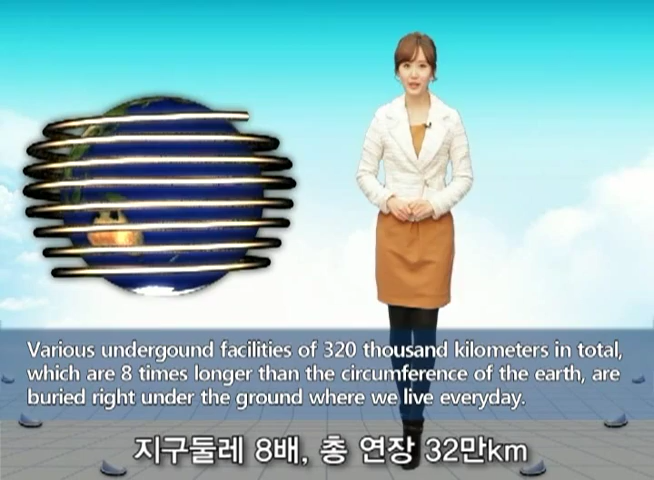 Various undergound facilities of 320 thousand kilometers in total,
which are 8 times longer than the circumference of the earth, are
buried right under the ground where we live everyday.
지구둘레 8배, 총 연장 32만km